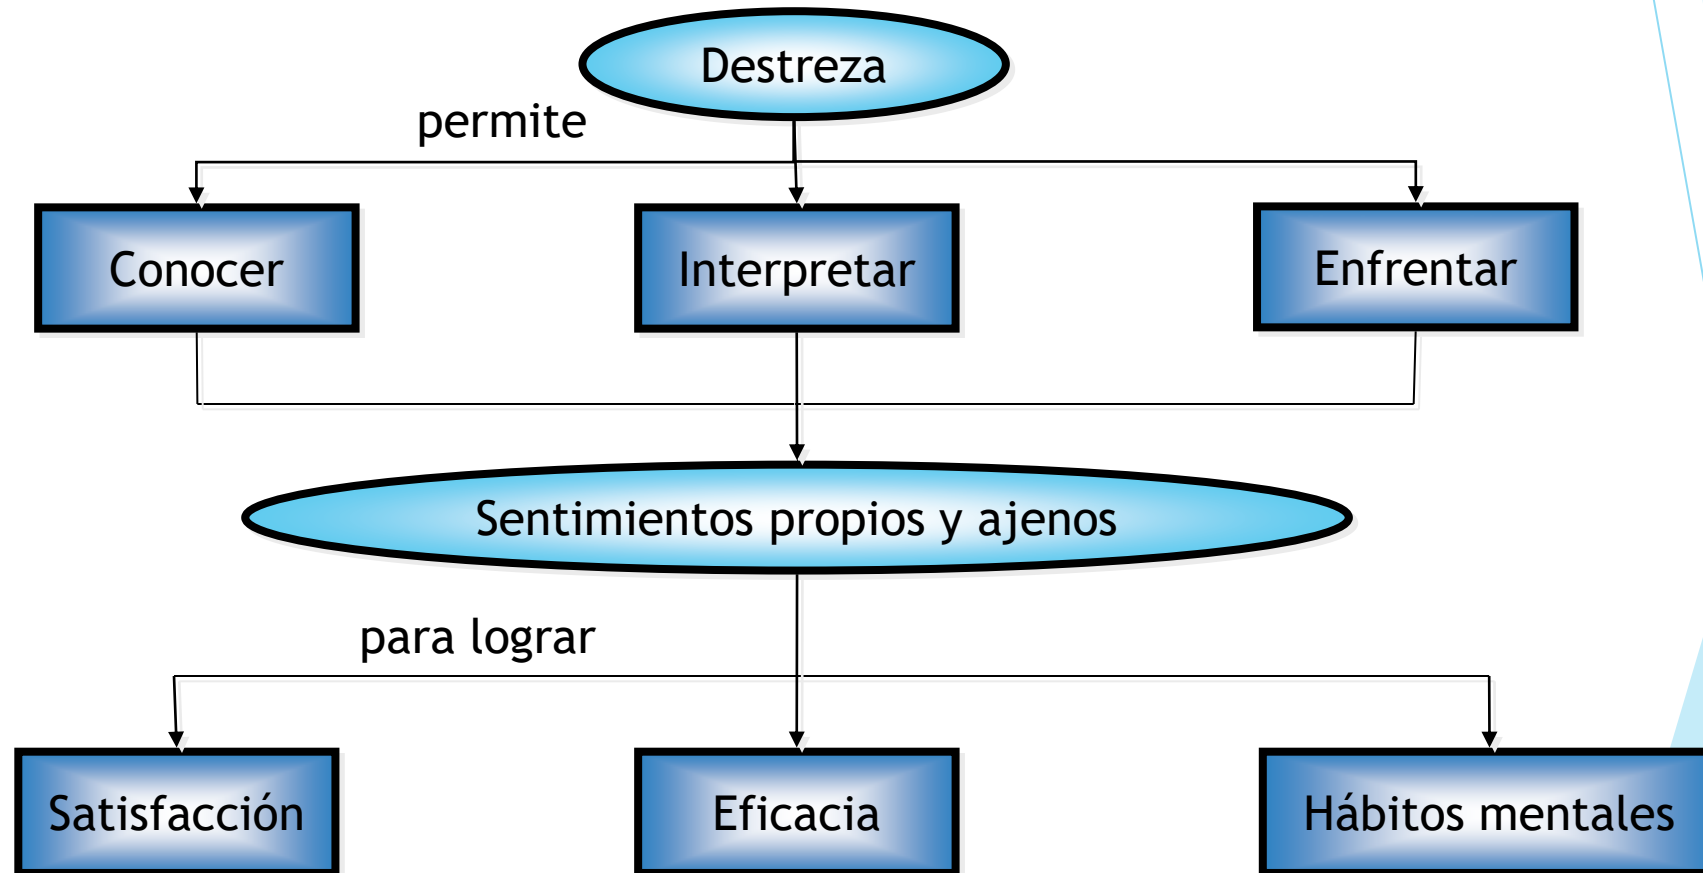 Destreza
permite
Conocer
Interpretar
Enfrentar
Sentimientos propios y ajenos
para lograr
Satisfacción
Eficacia
Hábitos mentales